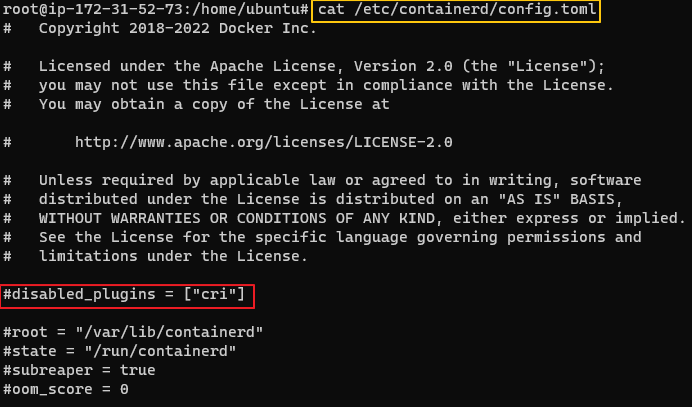 root@ip-172-31-52-73:/home/ubuntu# cat /etc/containerd/config.toml
#   Copyright 2018-2022 Docker Inc.
#   Licensed under the Apache License, Version 2.0 (the "License");
#   you may not use this file except in compliance with the License.
#   You may obtain a copy of the License at
#       http://www.apache.org/licenses/LICENSE-2.0
#   Unless required by applicable law or agreed to in writing, software
#   distributed under the License is distributed on an "AS IS" BASIS,
#   WITHOUT WARRANTIES OR CONDITIONS OF ANY KIND, either express or implied.
#   See the License for the specific language governing permissions and
#   limitations under the License.
#disabled_plugins = ["cri"]
#root = "/var/lib/containerd"
#state = "/run/containerd"
#subreaper = true
#oom_score = 0